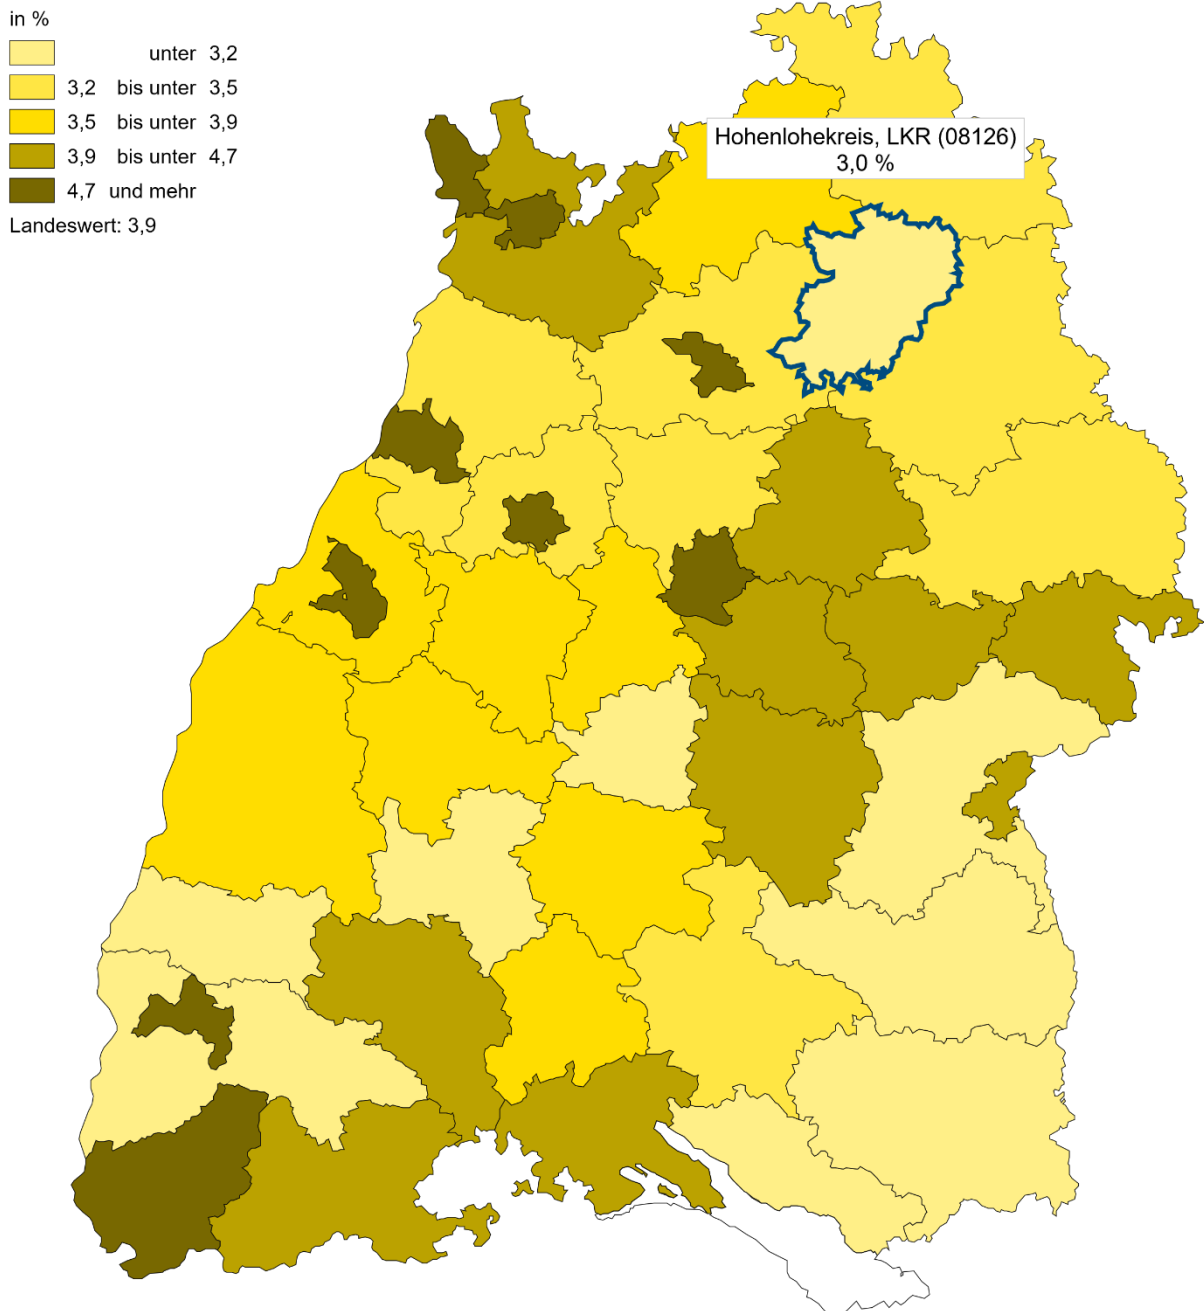 in %
unter 3,2
3,2 bis unter 3,5
3,5 bis unter 3,9
3,9 bis unter 4,7
4,7 und mehr
Landeswert: 3,9
Hohenlohekreis, LKR (08126)
3,0 %